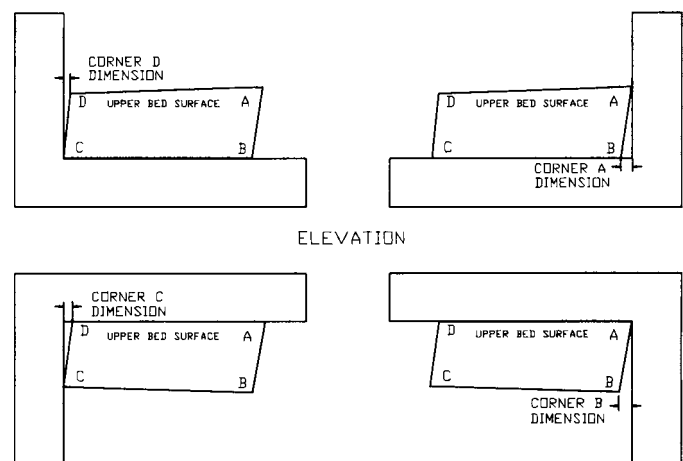 CORNER D
DIMENSION
D UPPER BED SURFACE A
C B
D UPPER BED SURFACE A
C B
CORNER A
DIMENSION
ELEVATION
CORNER C
DIMENSION
D UPPER BED SURFACE A
C B
D UPPER BED SURFACE A
C B
CORNER B
DIMENSION